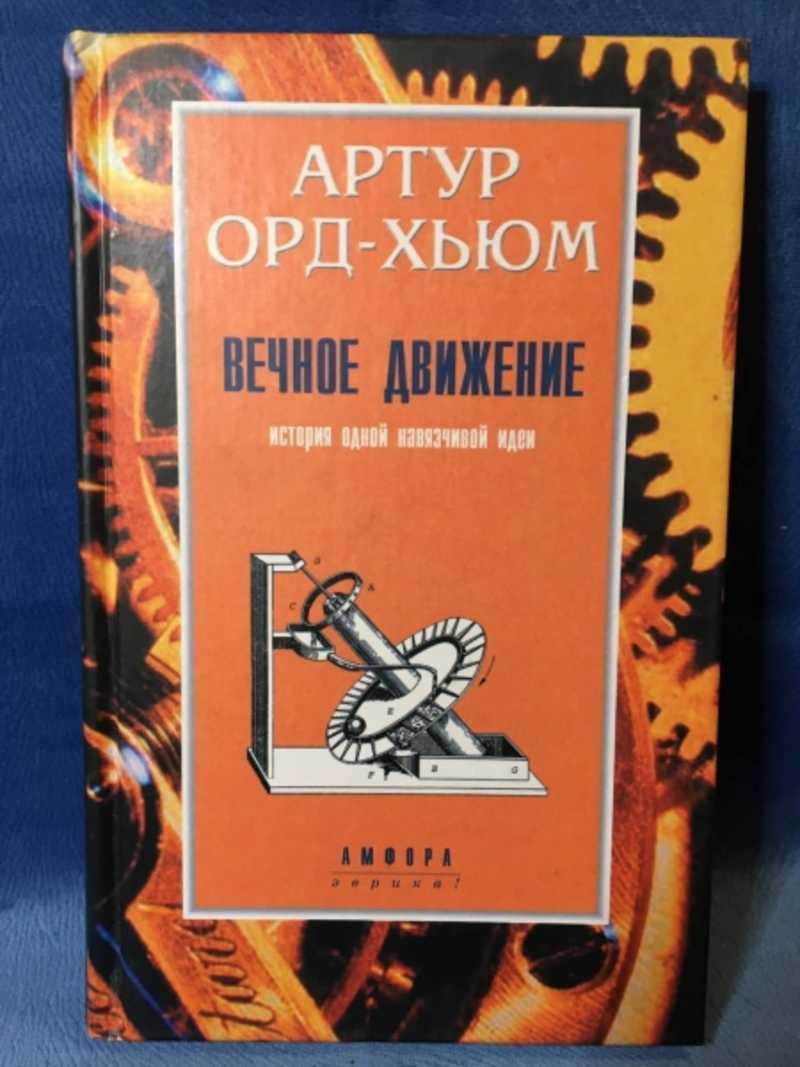 АРТУР
ОРД-ХЬЮМ
ВЕЧНОЕ ДВИЖЕНИЕ
история одной навязчивой идеи
G
A
C
E
F B G
АМФОРА
эврика!